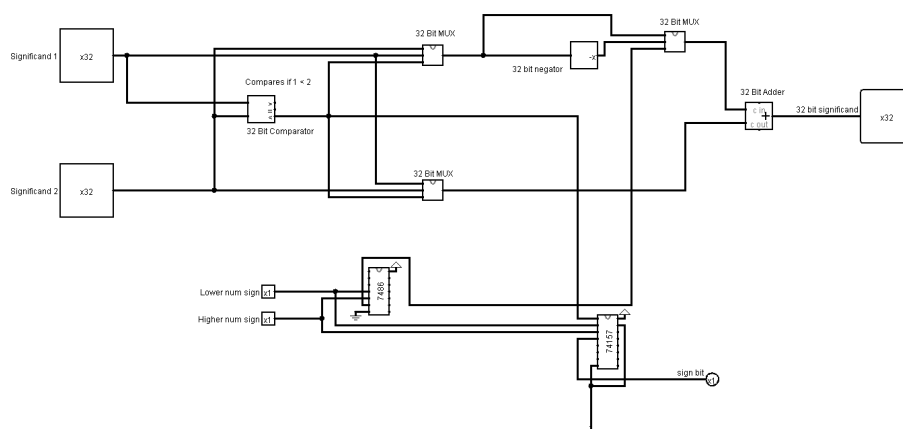 32 Bit MUX
32 Bit MUX
Significand 1
x32
-x
32 bit negator
Compares if 1 < 2
32 Bit Comparator
32 Bit Adder
c in
+
c out
32 bit significand
x32
32 Bit MUX
Significand 2
x32
Lower num sign
x1
7486
Higher num sign
x1
74157
sign bit
x1